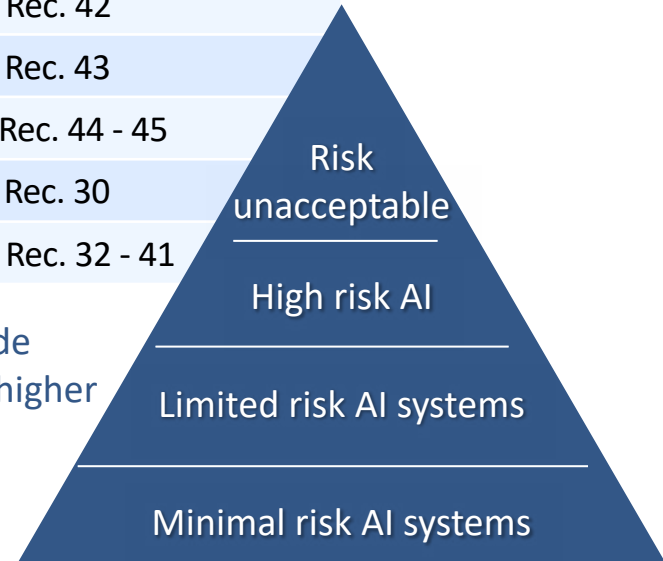 Rec. 42
Rec. 43
Rec. 44 - 45
Rec. 30
Rec. 32 - 41
de
higher
Risk
unacceptable
High risk AI
Limited risk AI systems
Minimal risk AI systems